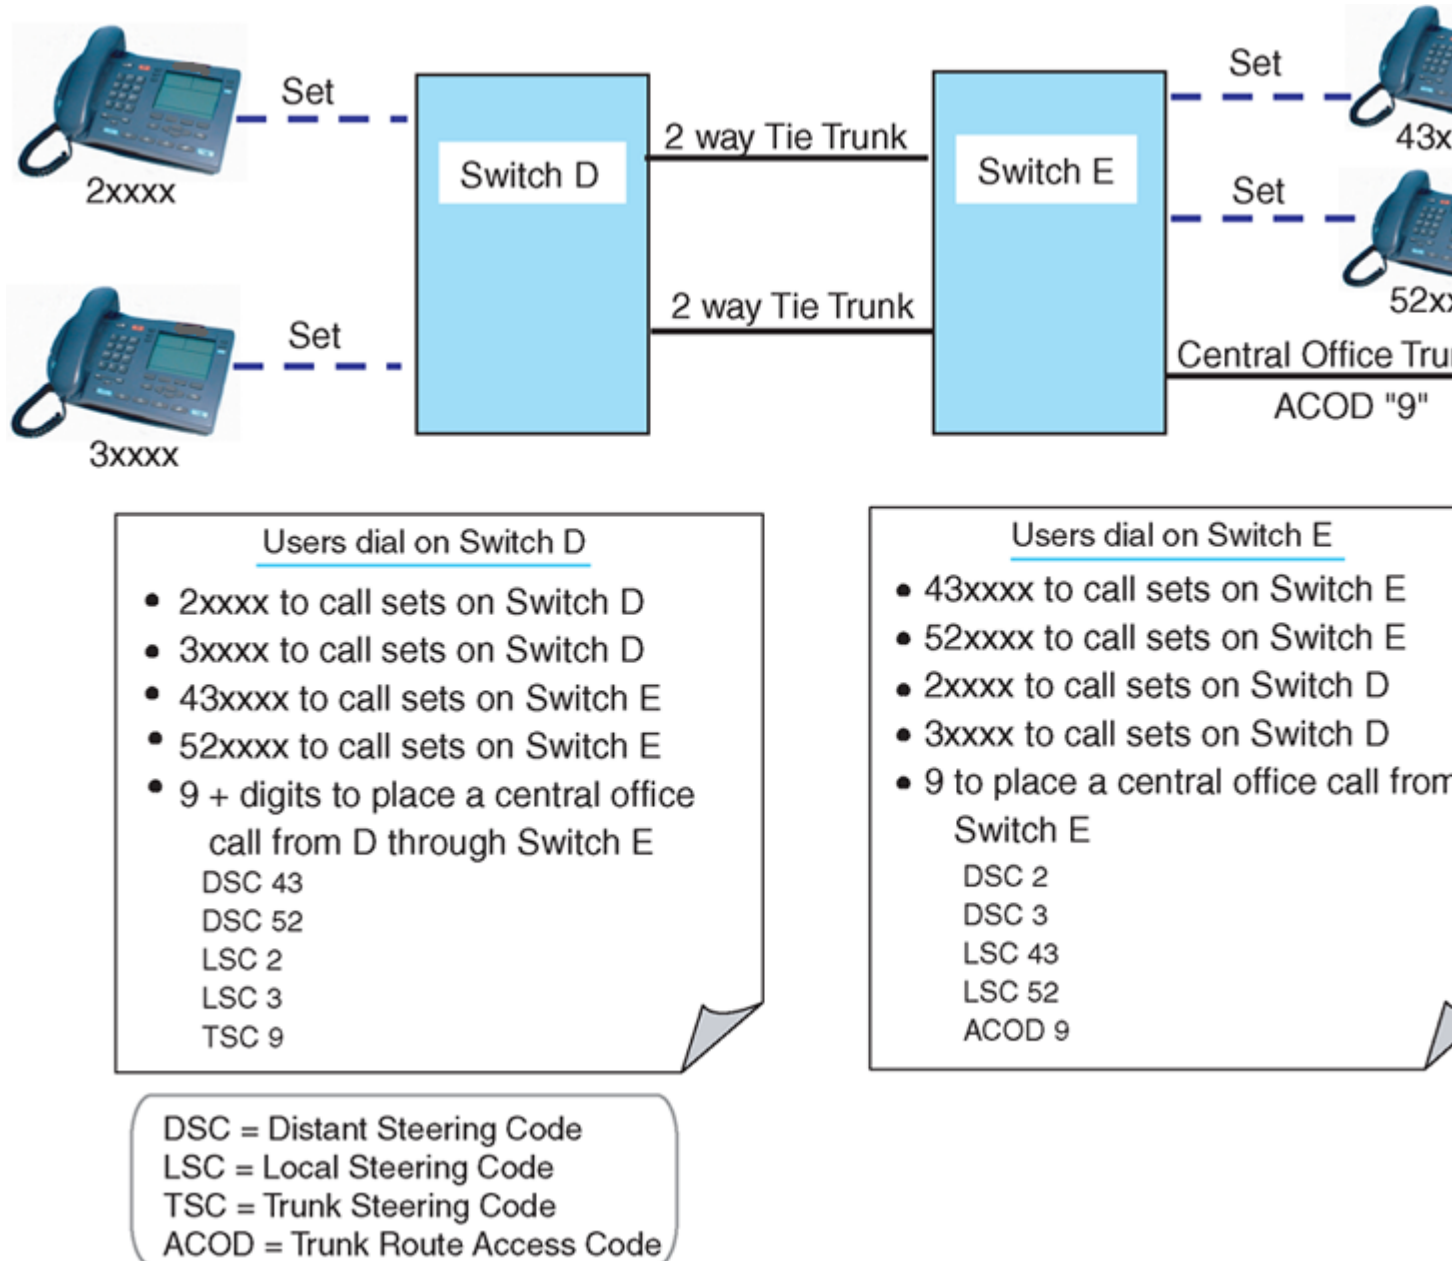 Set
Set
2 way Tie Trunk
Switch D
Switch E
Set
43x
2xxxx
2 way Tie Trunk
Set
52xx
Central Office Trun
ACOD "9"
3xxxx
Users dial on Switch D
• 2xxxx to call sets on Switch D
• 3xxxx to call sets on Switch D
• 43xxxx to call sets on Switch E
• 52xxxx to call sets on Switch E
• 9 + digits to place a central office
call from D through Switch E
DSC 43
DSC 52
LSC 2
LSC 3
TSC 9
Users dial on Switch E
• 43xxxx to call sets on Switch E
• 52xxxx to call sets on Switch E
• 2xxxx to call sets on Switch D
• 3xxxx to call sets on Switch D
• 9 to place a central office call from
Switch E
DSC 2
DSC 3
LSC 43
LSC 52
ACOD 9
DSC = Distant Steering Code
LSC = Local Steering Code
TSC = Trunk Steering Code
ACOD = Trunk Route Access Code